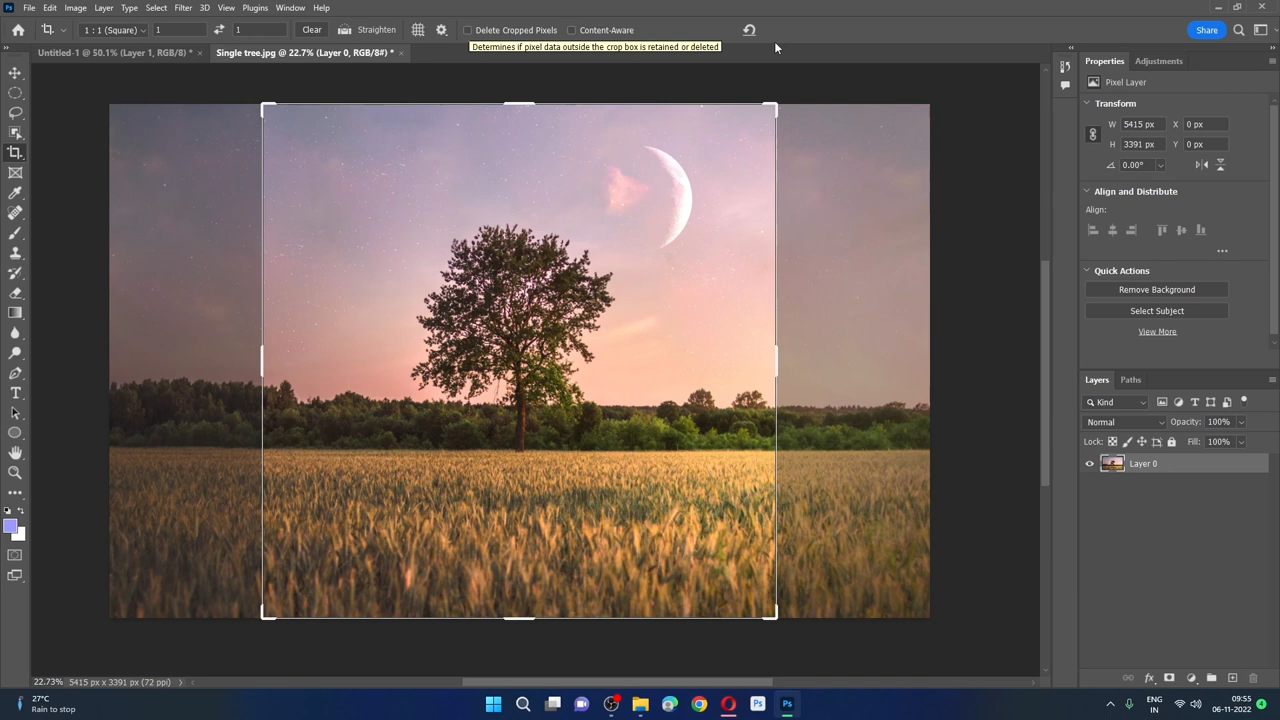 Ps File Edit Image Layer Type Select Filter 3D View Plugins Window Help
1 : 1 (Square) 1 1 Clear Straighten Delete Cropped Pixels Content-Aware Share
Determines if pixel data outside the crop box is retained or deleted
Untitled-1 @ 50.1% (Layer 1, RGB/8) * × Single tree.jpg @ 22.7% (Layer 0, RGB/8#) * ×
Properties Adjustments
Pixel Layer
Transform
W 5415 px X 0 px
H 3391 px Y 0 px
0.00°
Align and Distribute
Align:
Quick Actions
Remove Background
Select Subject
View More
Layers Paths
Kind
Normal Opacity: 100%
Lock: Fill: 100%
Layer 0
22.73% 5415 px x 3391 px (72 ppi)
27°C
Rain to stop
Ps Ps
ENG
IN
09:55
06-11-2022
4